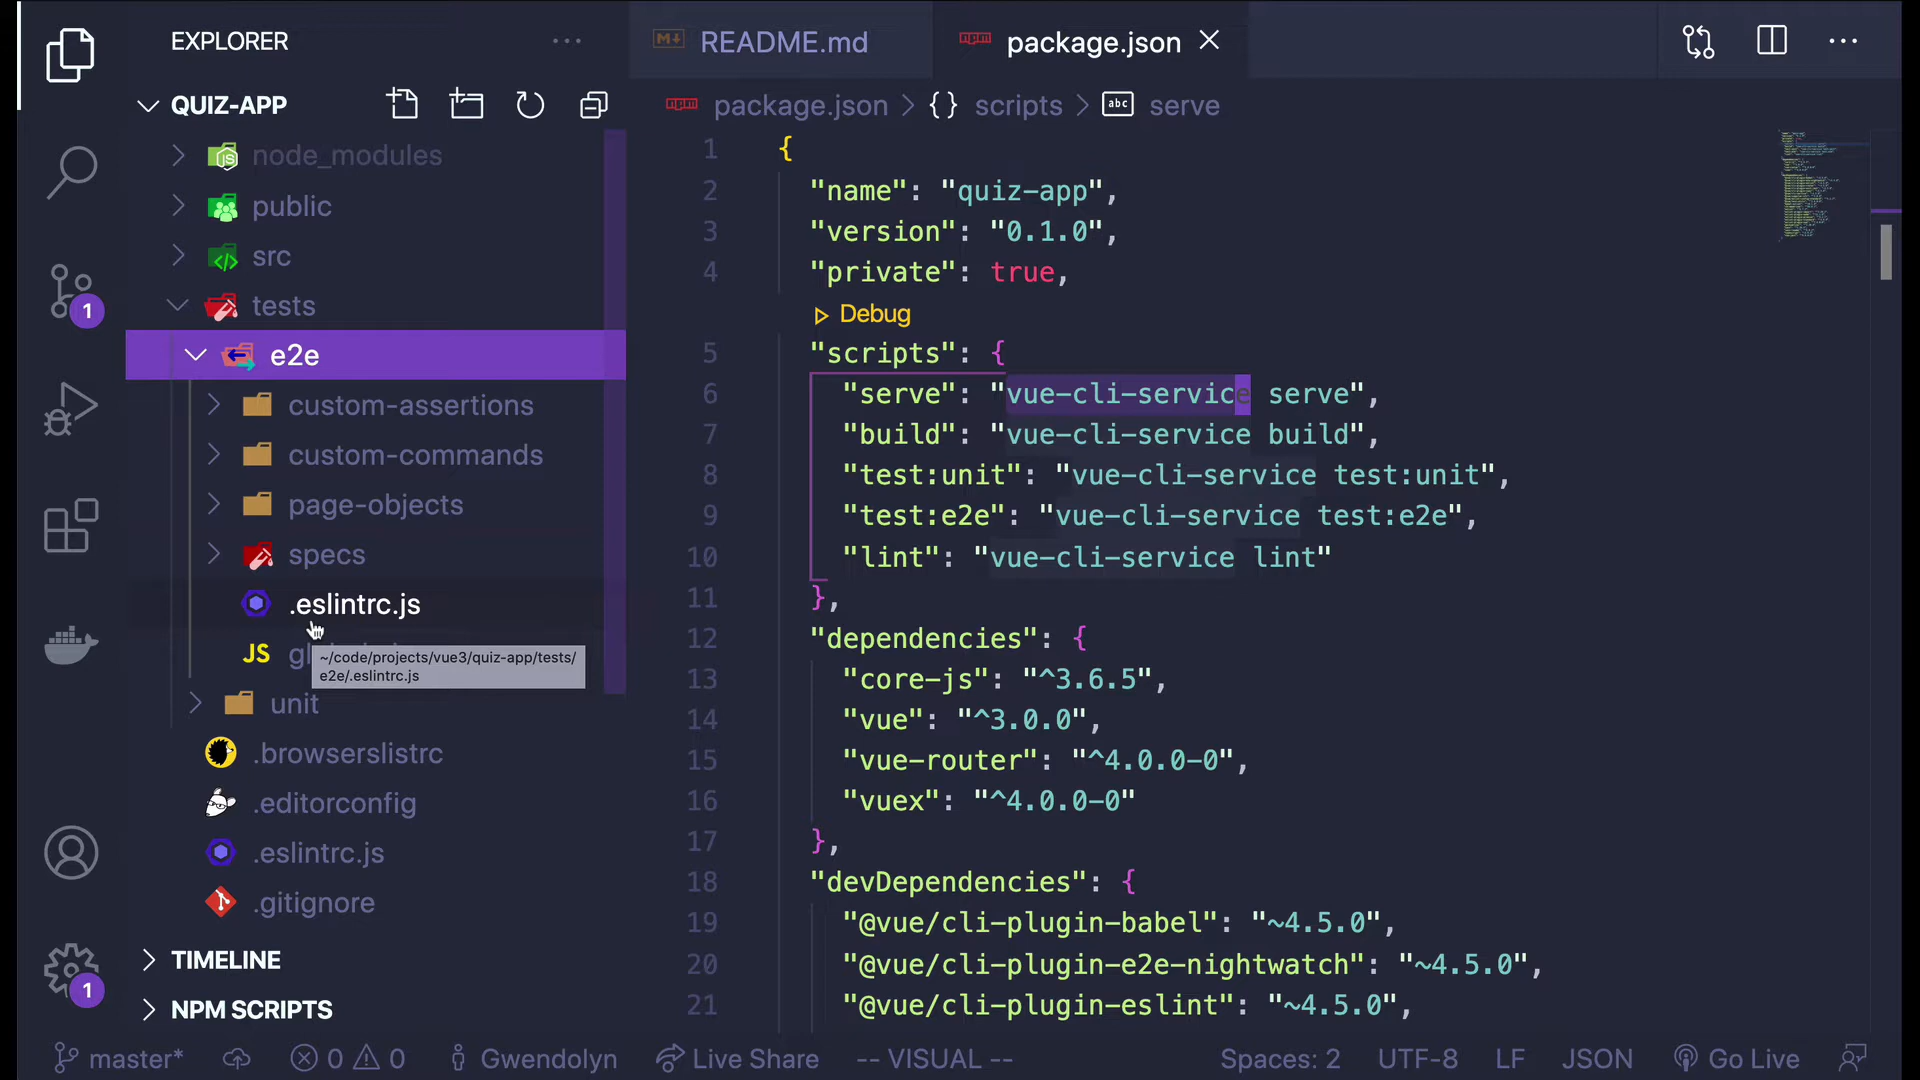 EXPLORER
QUIZ-APP
node_modules
public
src
tests
e2e
custom-assertions
custom-commands
page-objects
specs
.eslintrc.js
JS
~/code/projects/vue3/quiz-app/tests/
e2e/.eslintrc.js
unit
.browserslistrc
.editorconfig
.eslintrc.js
.gitignore
TIMELINE
NPM SCRIPTS
1
1
README.md
package.json
package.json > {} scripts > abc serve
1 {
2 "name": "quiz-app",
3 "version": "0.1.0",
4 "private": true,
Debug
5 "scripts": {
6 "serve": "vue-cli-service serve",
7 "build": "vue-cli-service build",
8 "test:unit": "vue-cli-service test:unit",
9 "test:e2e": "vue-cli-service test:e2e",
10 "lint": "vue-cli-service lint"
11 },
12 "dependencies": {
13 "core-js": "^3.6.5",
14 "vue": "^3.0.0",
15 "vue-router": "^4.0.0-0",
16 "vuex": "^4.0.0-0"
17 },
18 "devDependencies": {
19 "@vue/cli-plugin-babel": "~4.5.0",
20 "@vue/cli-plugin-e2e-nightwatch": "~4.5.0",
21 "@vue/cli-plugin-eslint": "~4.5.0",
master* 0 0 Gwendolyn Live Share -- VISUAL -- Spaces: 2 UTF-8 LF JSON Go Live